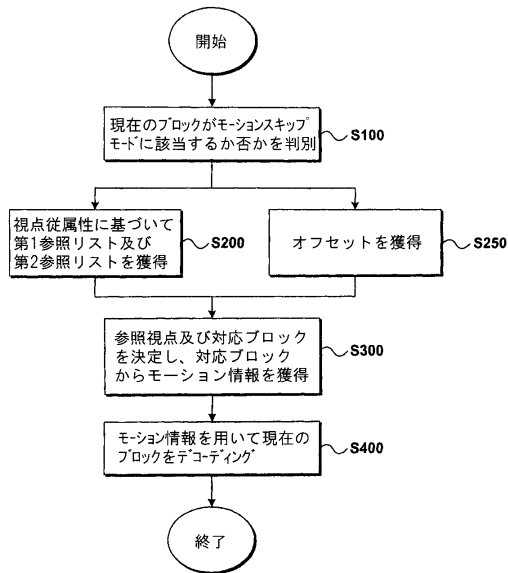 開始
現在のブロックがモーションスキップ
モードに該当するか否かを判別
S100
視点従属性に基づいて
第1参照リスト及び
第2参照リストを獲得
S200
オフセットを獲得
S250
参照視点及び対応ブロック
を決定し、対応ブロック
からモーション情報を獲得
S300
モーション情報を用いて現在の
ブロックをデコーディング
S400
終了